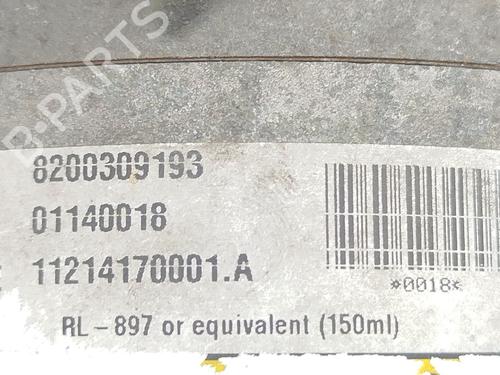 B-PARTS
8200309193
01140018
11214170001.A
*0018*
RL-897 or equivalent (150ml)